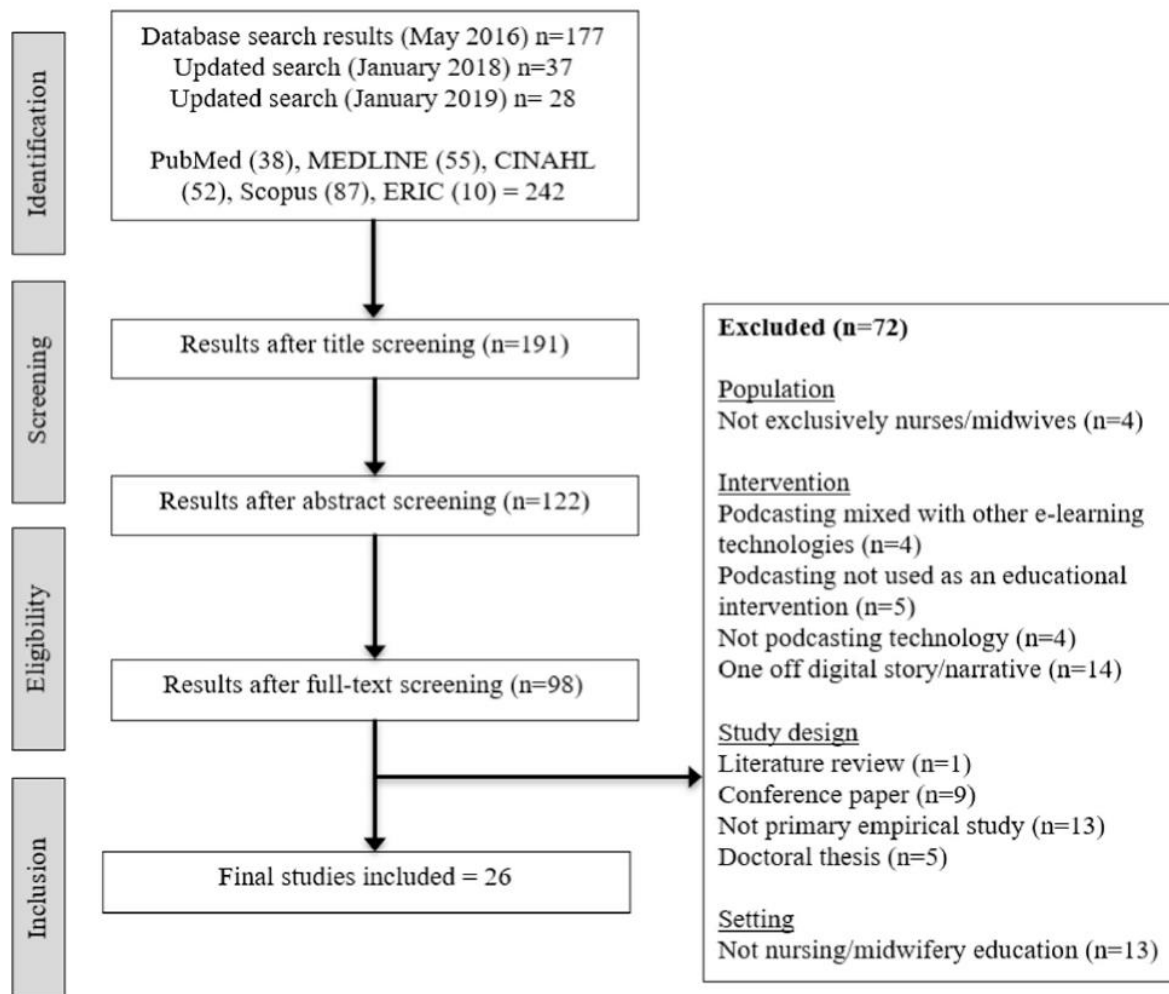 Identification
Database search results (May 2016) n=177
Updated search (January 2018) n=37
Updated search (January 2019) n= 28
PubMed (38), MEDLINE (55), CINAHL
(52), Scopus (87), ERIC (10) = 242
Screening
Results after title screening (n=191)
Results after abstract screening (n=122)
Eligibility
Results after full-text screening (n=98)
Excluded (n=72)
Population
Not exclusively nurses/midwives (n=4)
Intervention
Podcasting mixed with other e-learning
technologies (n=4)
Podcasting not used as an educational
intervention (n=5)
Not podcasting technology (n=4)
One off digital story/narrative (n=14)
Study design
Literature review (n=1)
Conference paper (n=9)
Not primary empirical study (n=13)
Doctoral thesis (n=5)
Setting
Not nursing/midwifery education (n=13)
Inclusion
Final studies included = 26